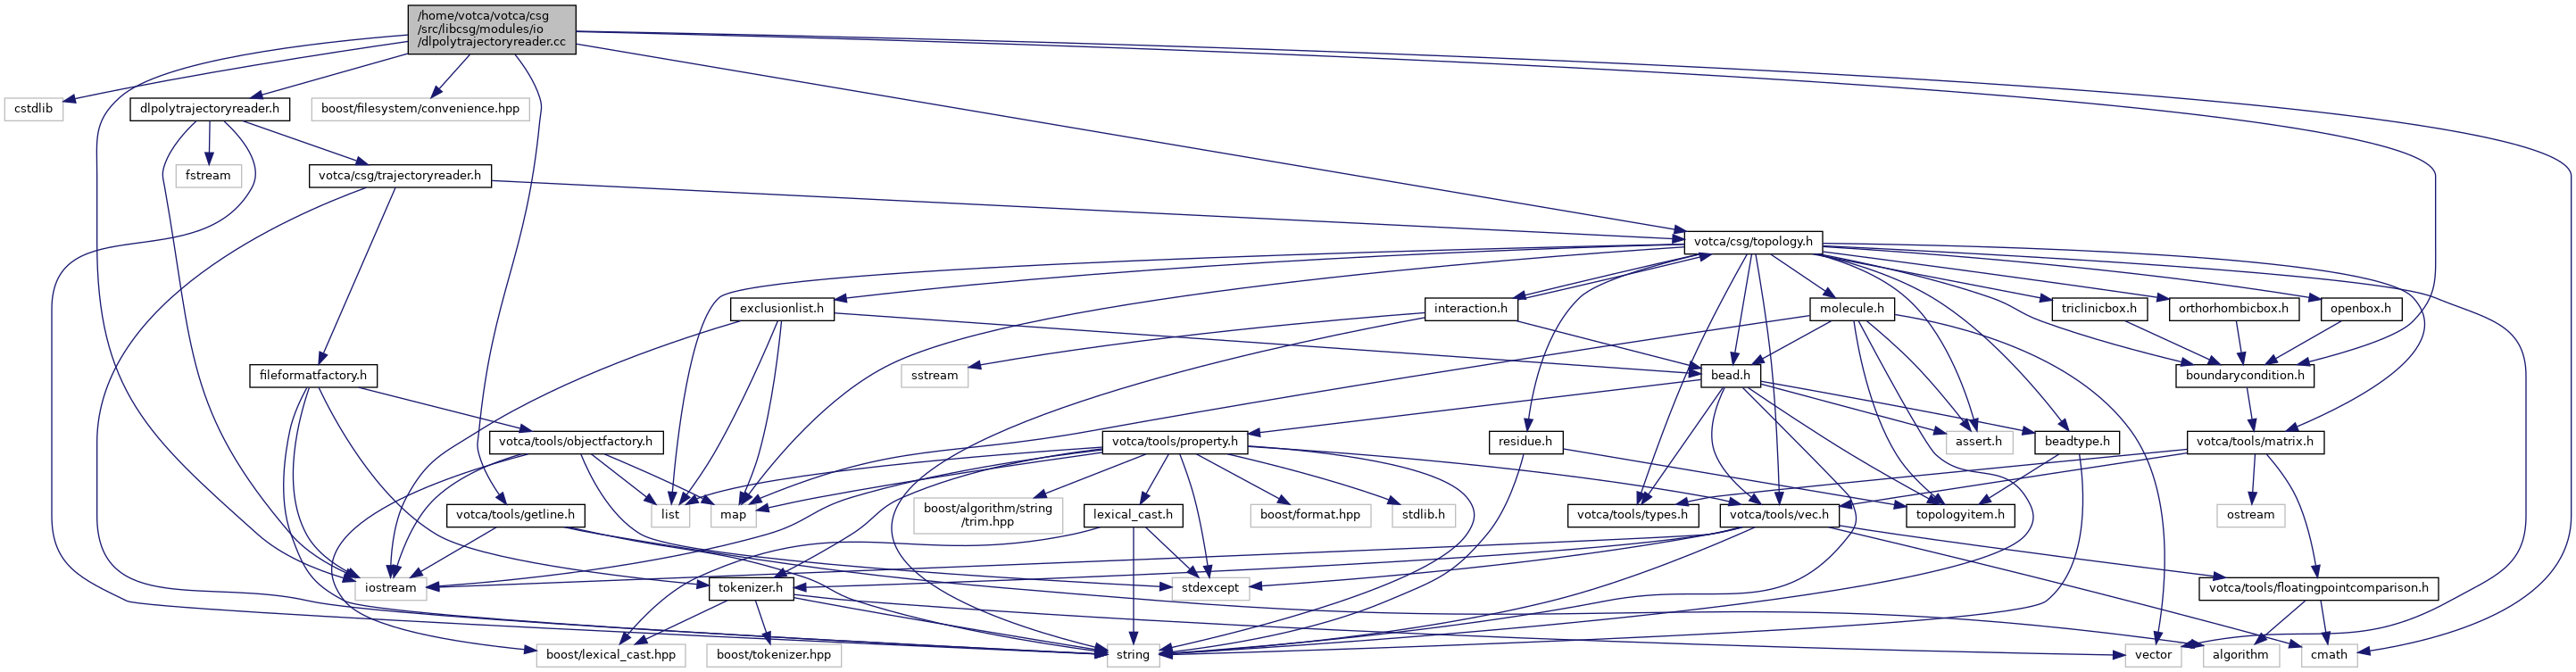 /home/votca/votca/csg
/src/libcsg/modules/io
/dlpolytrajectoryreader.cc
cstdlib
dlpolytrajectoryreader.h
boost/filesystem/convenience.hpp
fstream
votca/csg/trajectoryreader.h
votca/csg/topology.h
exclusionlist.h
interaction.h
molecule.h
triclinicbox.h
orthorhombicbox.h
openbox.h
fileformatfactory.h
sstream
bead.h
boundarycondition.h
votca/tools/objectfactory.h
votca/tools/property.h
residue.h
assert.h
beadtype.h
votca/tools/matrix.h
votca/tools/getline.h
list
map
boost/algorithm/string
/trim.hpp
lexical_cast.h
boost/format.hpp
stdlib.h
votca/tools/types.h
votca/tools/vec.h
topologyitem.h
ostream
iostream
tokenizer.h
stdexcept
votca/tools/floatingpointcomparison.h
boost/lexical_cast.hpp
boost/tokenizer.hpp
string
vector
algorithm
cmath